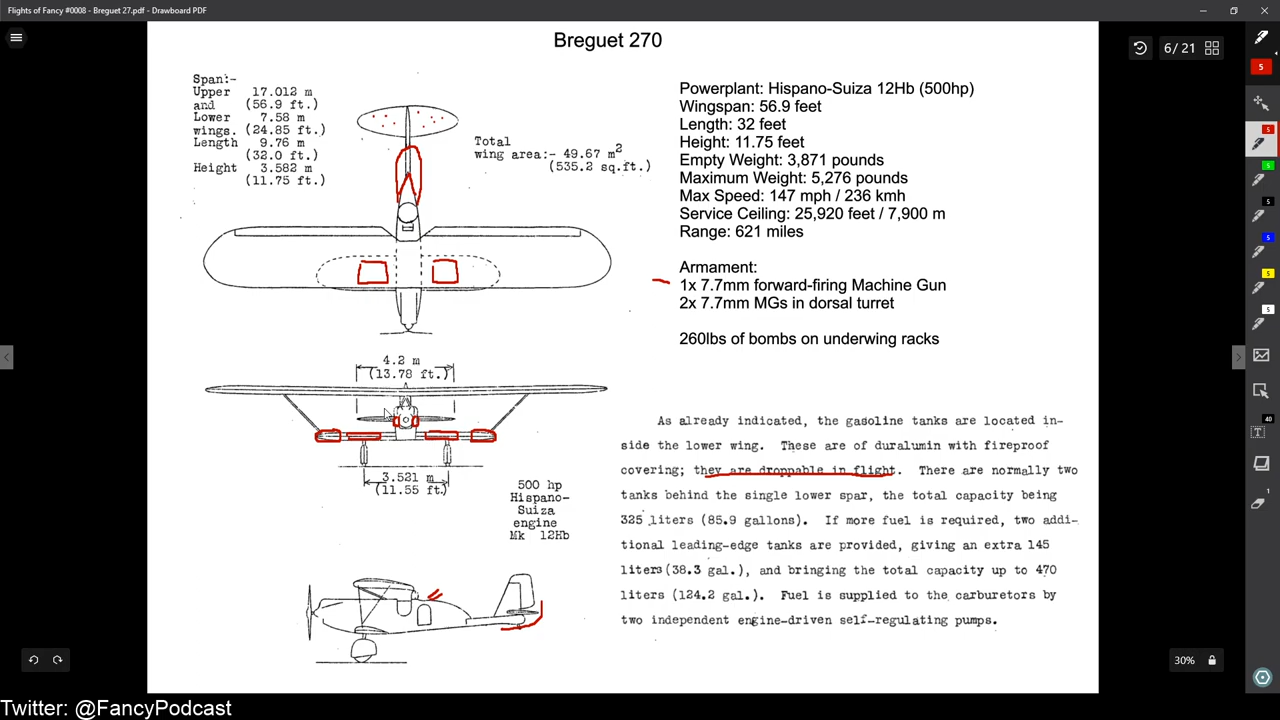 Flights of Fancy #0008 - Breguet 27.pdf - Drawboard PDF
Breguet 270
6/21
Span:-
Upper 17.012 m
and (56.9 ft.)
Lower 7.58 m
wings. (24.85 ft.)
Length 9.76 m
(32.0 ft.)
Height 3.582 m
(11.75 ft.)
Total
wing area:- 49.67 m2
(535.2 sq.ft.)
Powerplant: Hispano-Suiza 12Hb (500hp)
Wingspan: 56.9 feet
Length: 32 feet
Height: 11.75 feet
Empty Weight: 3,871 pounds
Maximum Weight: 5,276 pounds
Max Speed: 147 mph / 236 kmh
Service Ceiling: 25,920 feet / 7,900 m
Range: 621 miles
Armament:
1x 7.7mm forward-firing Machine Gun
2x 7.7mm MGs in dorsal turret
260lbs of bombs on underwing racks
4.2 m
(13.78 ft.)
3.521 m
(11.55 ft.)
500 hp
Hispano-
Suiza
engine
Mk 12Hb
As already indicated, the gasoline tanks are located in-
side the lower wing. These are of duralumin with fireproof
covering; they are droppable in flight. There are normally two
tanks behind the single lower spar, the total capacity being
325 liters (85.9 gallons). If more fuel is required, two addi-
tional leading-edge tanks are provided, giving an extra 145
liters (38.3 gal.), and bringing the total capacity up to 470
liters (124.2 gal.). Fuel is supplied to the carburetors by
two independent engine-driven self-regulating pumps.
5
5
5
5
5
5
5
40
1
30%
Twitter: @FancyPodcast